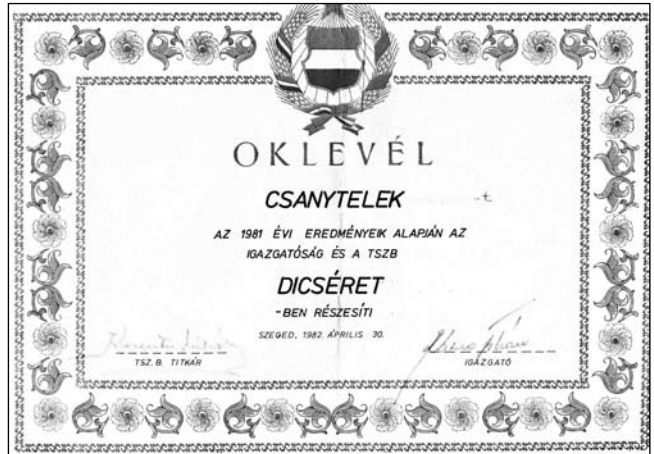 OKLEVÉL
CSANYTELEK
AZ 1981 ÉVI EREDMÉNYEIK ALAPJÁN AZ
IGAZGATÓSÁG ÉS A TSZB
DICSÉRET
-BEN RÉSZESÍTI
SZEGED, 1982. ÁPRILIS 30.
TSZ. B. TITKÁR
IGAZGATÓ